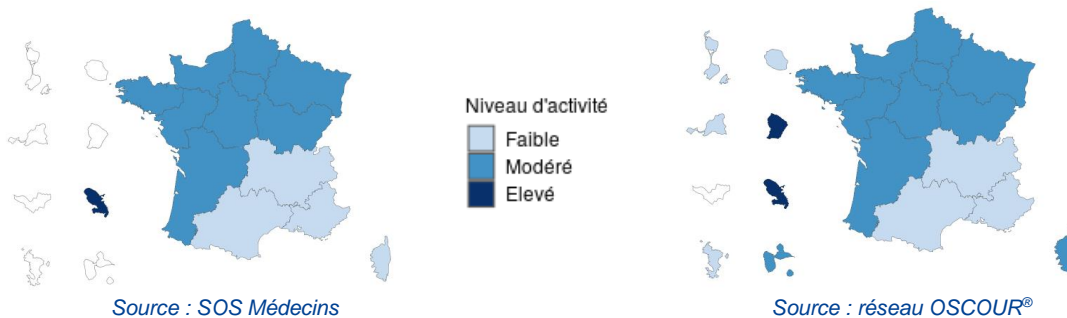 Niveau d'activité
Faible
Modéré
Elevé
Source : SOS Médecins
Source : réseau OSCOUR®